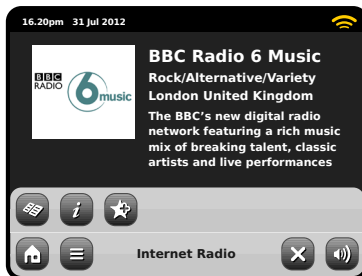 16.20pm 31 Jul 2012
BBC
RADIO
6 music
BBC Radio 6 Music
Rock/Alternative/Variety
London United Kingdom
The BBC's new digital radio
network featuring a rich music
mix of breaking talent, classic
artists and live performances
i
Internet Radio